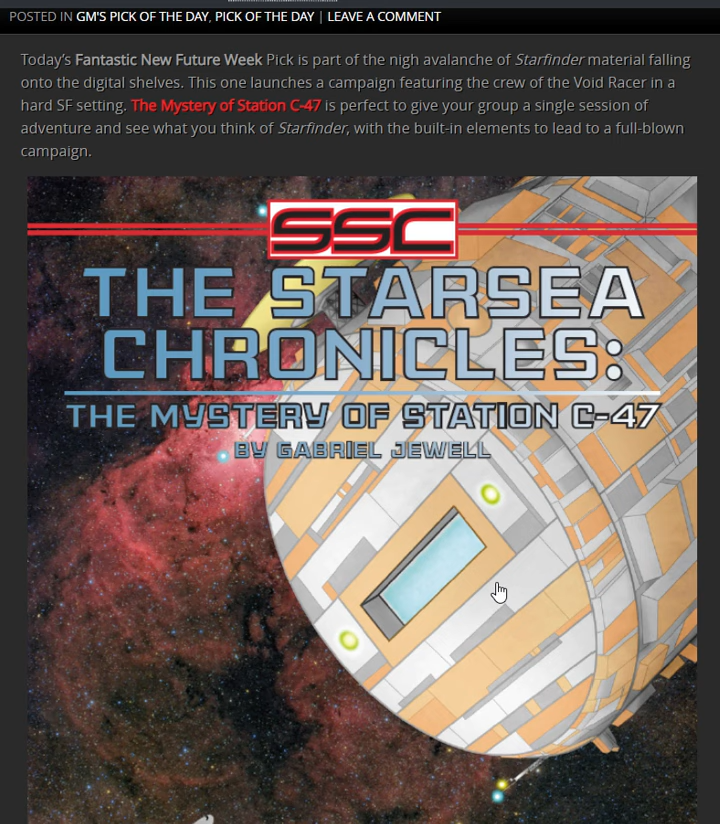 POSTED IN GM'S PICK OF THE DAY, PICK OF THE DAY | LEAVE A COMMENT
Today's Fantastic New Future Week Pick is part of the nigh avalanche of Starfinder material falling
onto the digital shelves. This one launches a campaign featuring the crew of the Void Racer in a
hard SF setting. The Mystery of Station C-47 is perfect to give your group a single session of
adventure and see what you think of Starfinder, with the built-in elements to lead to a full-blown
campaign.
SSC
THE STARSEA
CHRONICLES:
THE MYSTERY OF STATION C-47
BY GABRIEL JEWELL